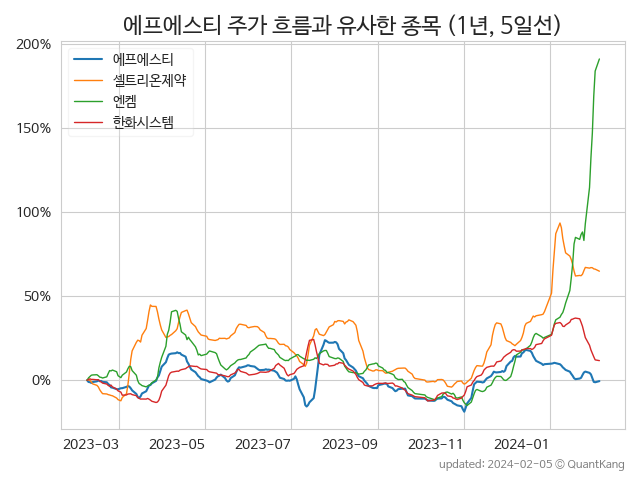 에프에스티 주가 흐름과 유사한 종목 (1년, 5일선)
200%
150%
100%
50%
0%
에프에스티
셀트리온제약
엔켐
한화시스템
2023-03 2023-05 2023-07 2023-09 2023-11 2024-01
updated: 2024-02-05 © QuantKang